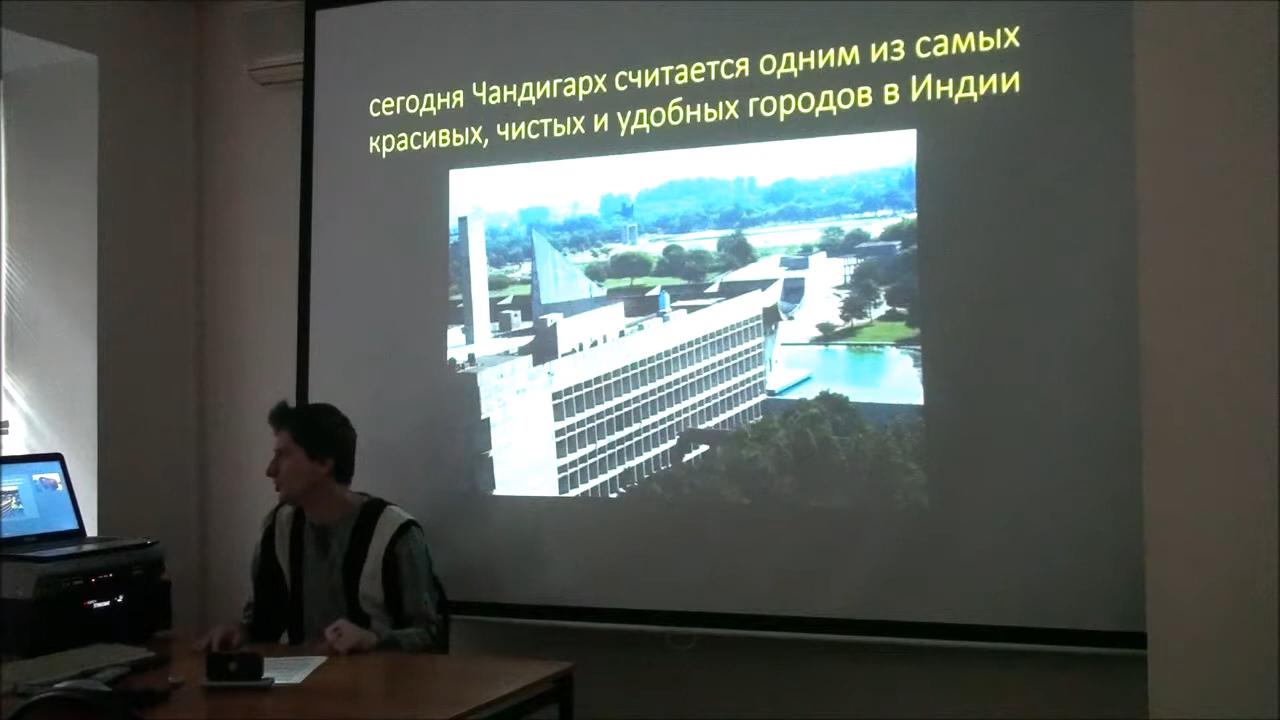 сегодня Чандигарх считается одним из самых
красивых, чистых и удобных городов в Индии